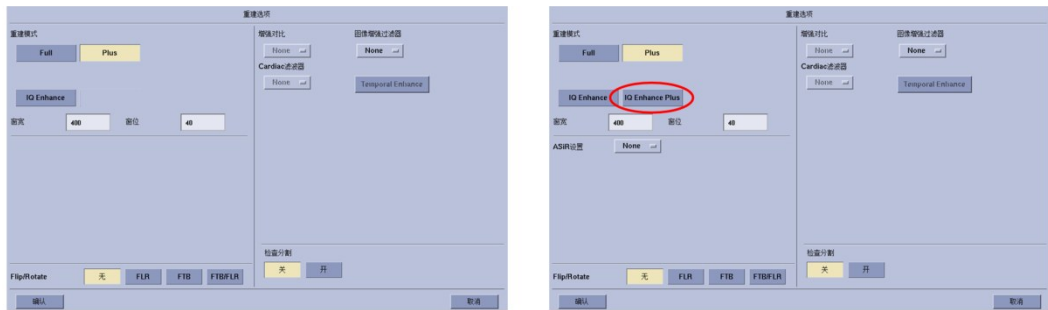 重建选项
重建模式
Full
Plus
IQ Enhance
窗宽
400
窗位
40
增强对比
None
图像增强过滤器
None
Cardiac滤波器
None
Temporal Enhance
检查分割
关
开
Flip/Rotate
无
FLR
FTB
FTB/FLR
确认
取消
重建选项
重建模式
Full
Plus
IQ Enhance
IQ Enhance Plus
窗宽
400
窗位
40
ASiR设置
None
增强对比
None
图像增强过滤器
None
Cardiac滤波器
None
Temporal Enhance
检查分割
关
开
Flip/Rotate
无
FLR
FTB
FTB/FLR
确认
取消